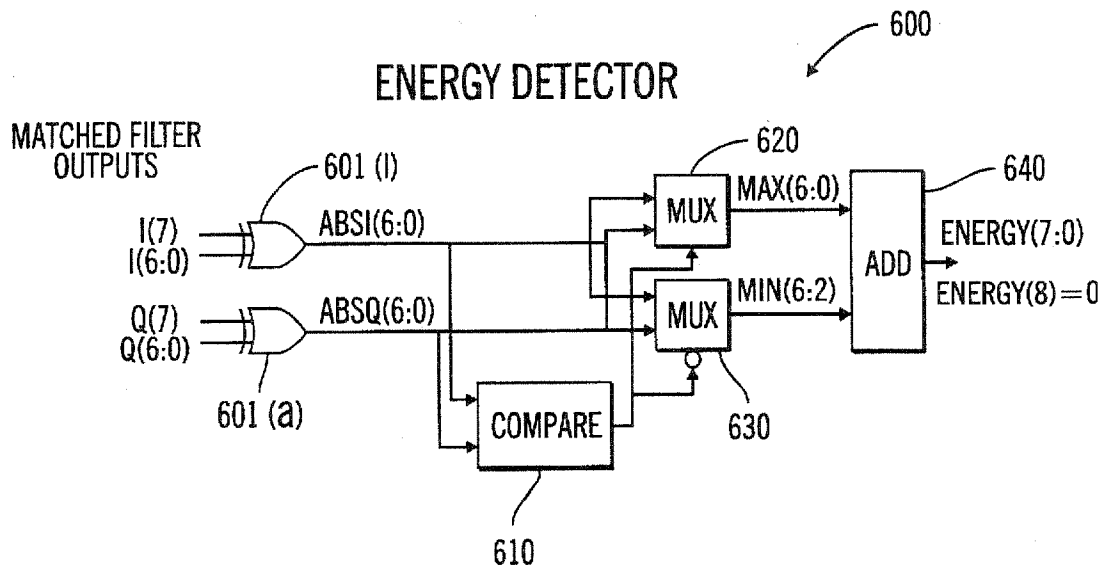 600
ENERGY DETECTOR
MATCHED FILTER
OUTPUTS
601 (I)
620
640
I(7)
I(6:0)
ABSI(6:0)
MUX
MAX(6:0)
ADD
ENERGY(7:0)
ENERGY(8)=0
Q(7)
Q(6:0)
ABSQ(6:0)
MUX
MIN(6:2)
601 (a)
COMPARE
630
610